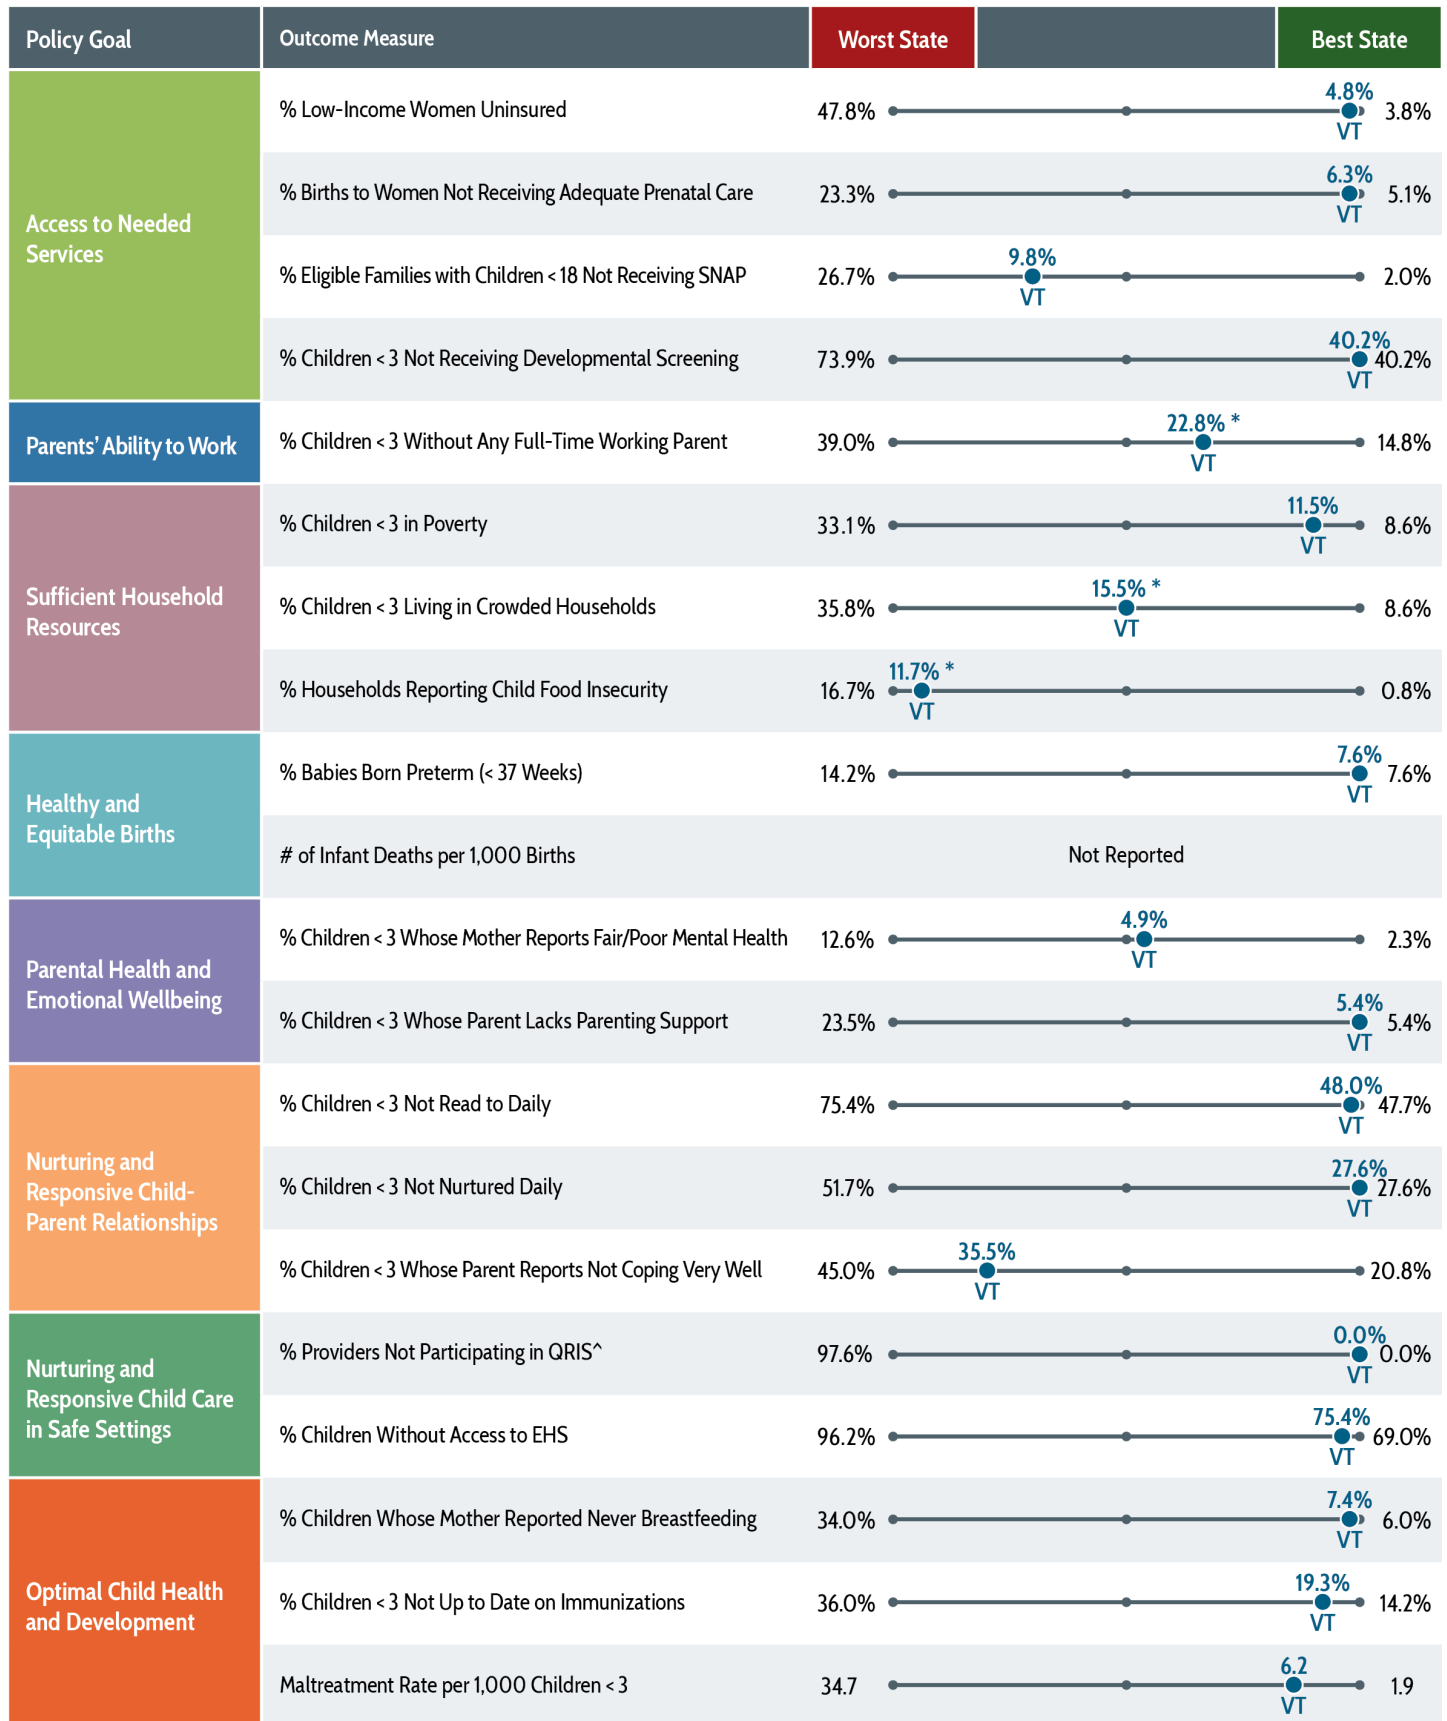 Policy Goal
Outcome Measure
Worst State
Best State
Access to Needed
Services
% Low-Income Women Uninsured
47.8%
4.8%
VT
3.8%
% Births to Women Not Receiving Adequate Prenatal Care
23.3%
6.3%
VT
5.1%
% Eligible Families with Children < 18 Not Receiving SNAP
26.7%
9.8%
VT
2.0%
% Children < 3 Not Receiving Developmental Screening
73.9%
40.2%
VT
40.2%
Parents' Ability to Work
% Children < 3 Without Any Full-Time Working Parent
39.0%
22.8% *
VT
14.8%
Sufficient Household
Resources
% Children < 3 in Poverty
33.1%
11.5%
VT
8.6%
% Children < 3 Living in Crowded Households
35.8%
15.5% *
VT
8.6%
% Households Reporting Child Food Insecurity
16.7%
11.7% *
VT
0.8%
Healthy and
Equitable Births
% Babies Born Preterm (< 37 Weeks)
14.2%
7.6%
VT
7.6%
# of Infant Deaths per 1,000 Births
Not Reported
Parental Health and
Emotional Wellbeing
% Children < 3 Whose Mother Reports Fair/Poor Mental Health
12.6%
4.9%
VT
2.3%
% Children < 3 Whose Parent Lacks Parenting Support
23.5%
5.4%
VT
5.4%
Nurturing and
Responsive Child-
Parent Relationships
% Children < 3 Not Read to Daily
75.4%
48.0%
VT
47.7%
% Children < 3 Not Nurtured Daily
51.7%
27.6%
VT
27.6%
% Children < 3 Whose Parent Reports Not Coping Very Well
45.0%
35.5%
VT
20.8%
Nurturing and
Responsive Child Care
in Safe Settings
% Providers Not Participating in QRIS^
97.6%
0.0%
VT
0.0%
% Children Without Access to EHS
96.2%
75.4%
VT
69.0%
Optimal Child Health
and Development
% Children Whose Mother Reported Never Breastfeeding
34.0%
7.4%
VT
6.0%
% Children < 3 Not Up to Date on Immunizations
36.0%
19.3%
VT
14.2%
Maltreatment Rate per 1,000 Children < 3
34.7
6.2
VT
1.9